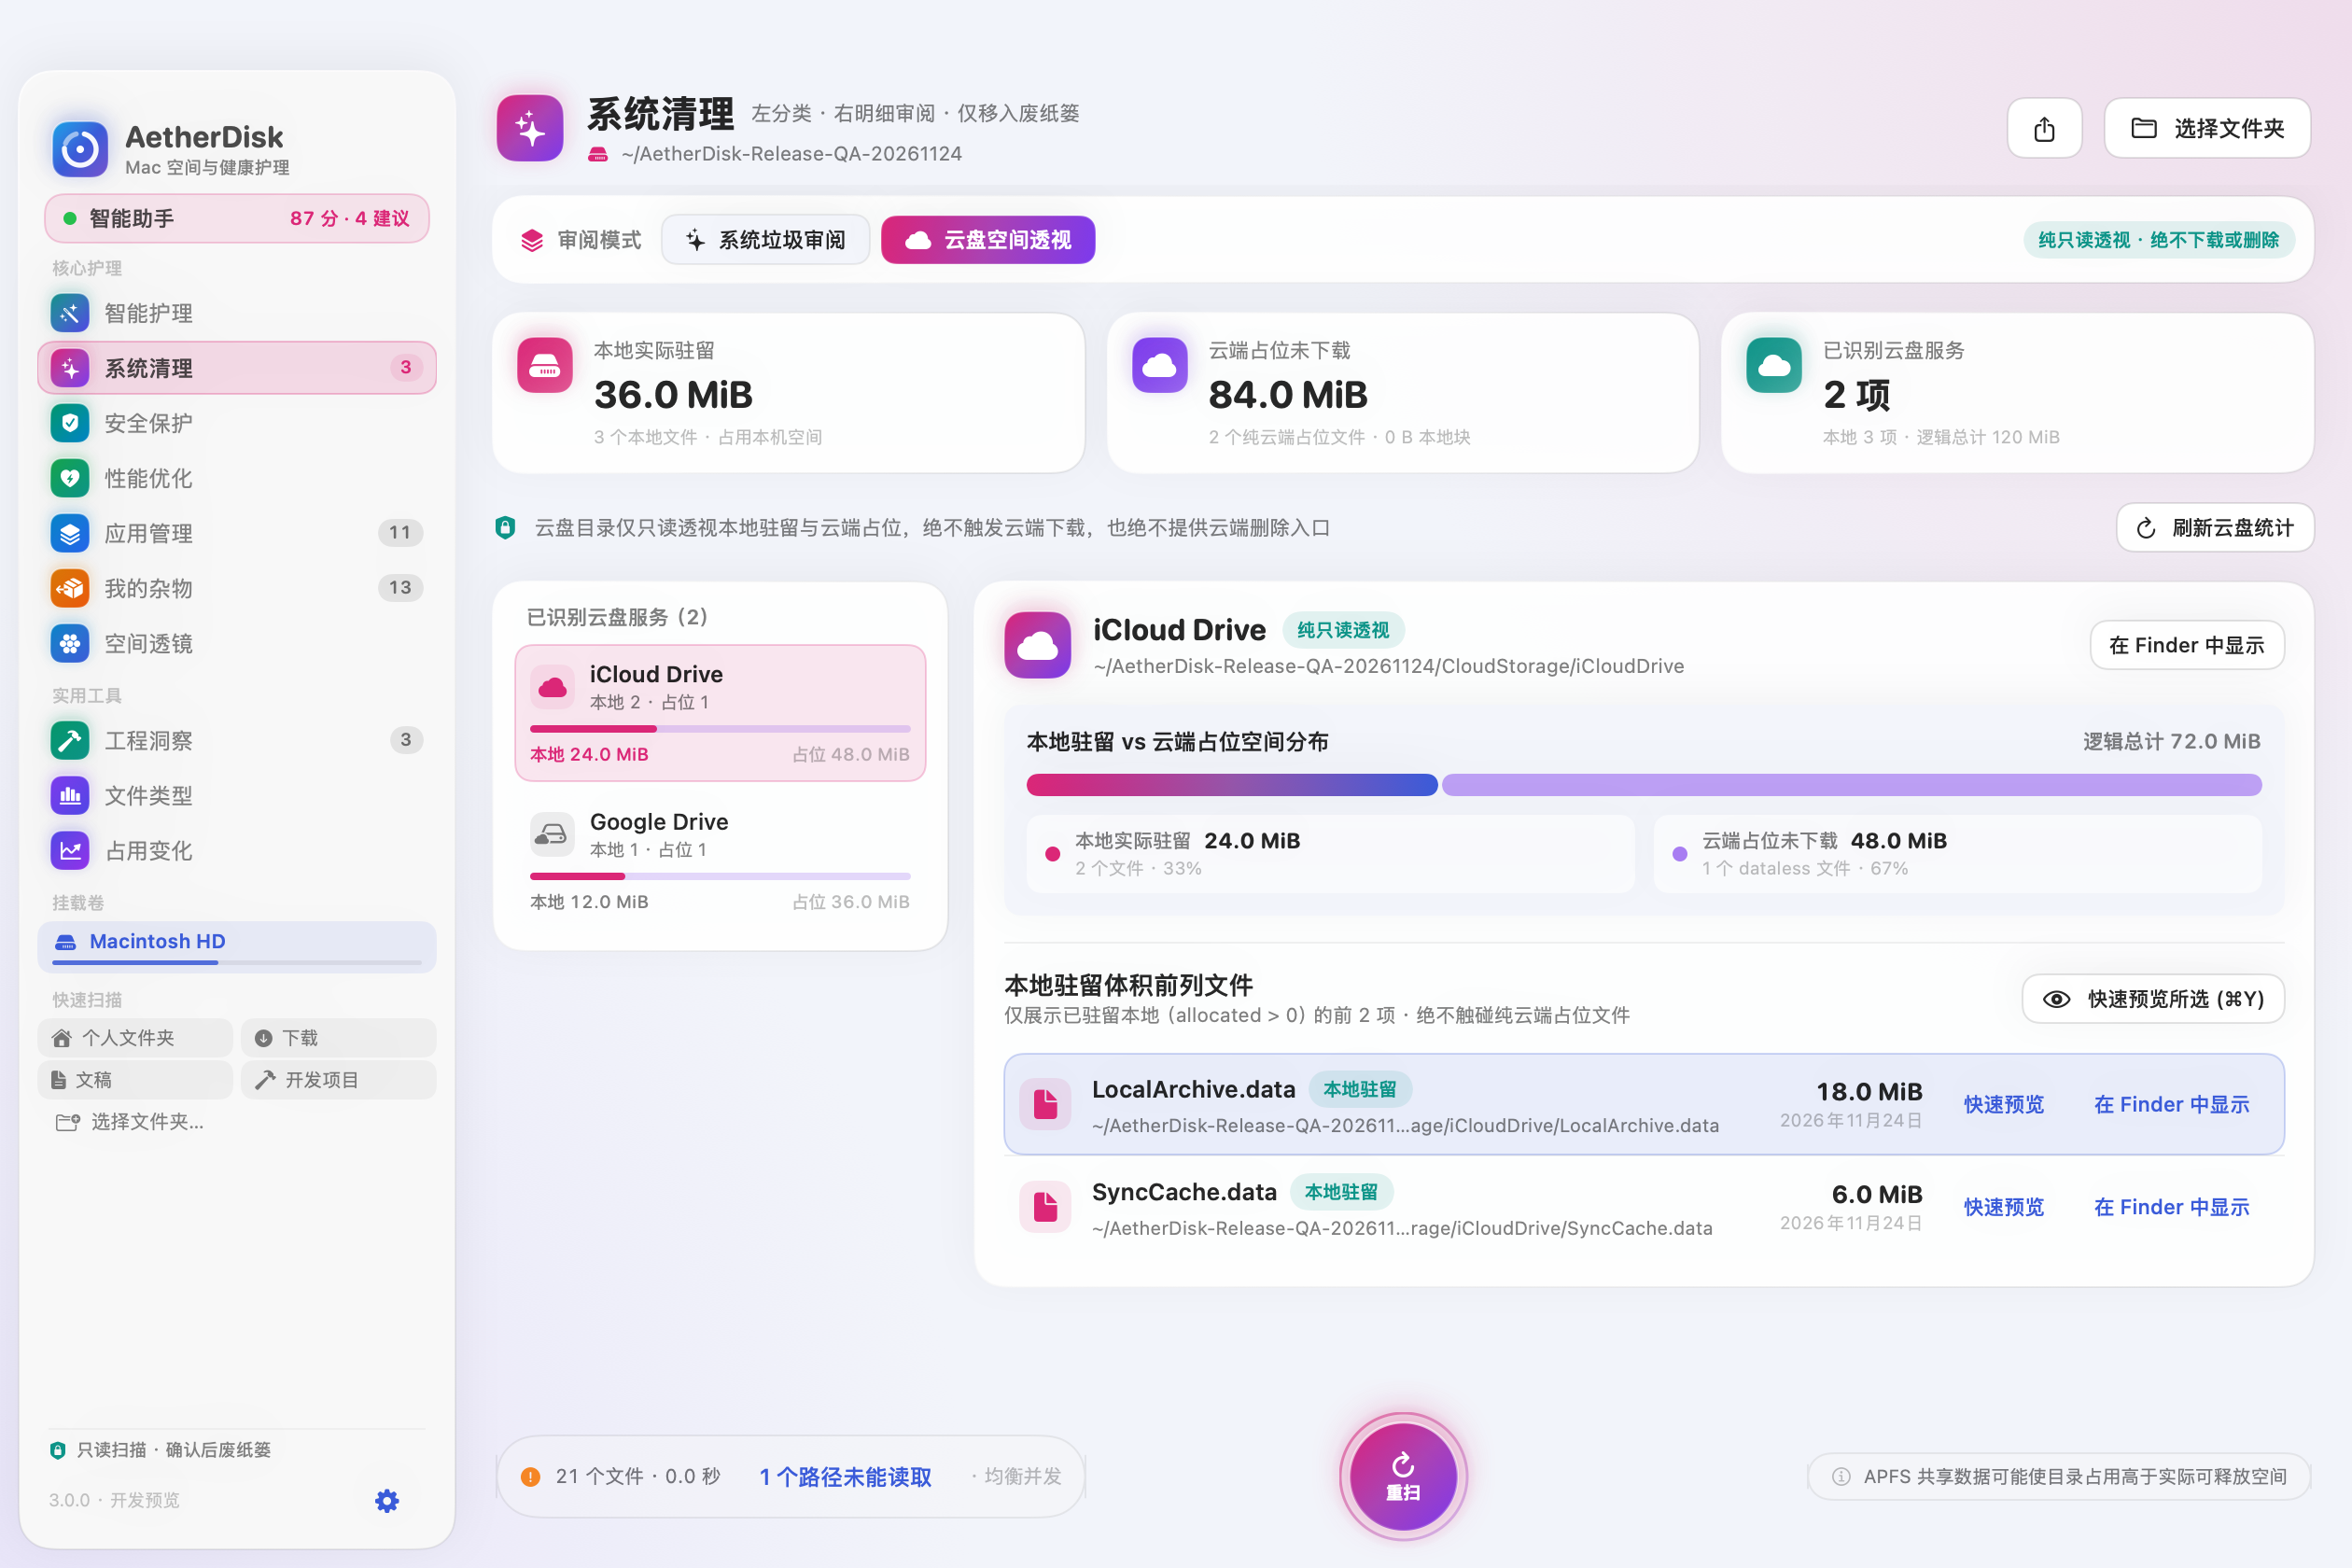 AetherDisk
Mac 空间与健康护理
智能助手 87 分 · 4 建议
核心护理
智能护理
系统清理 3
安全保护
性能优化
应用管理 11
我的杂物 13
空间透镜
实用工具
工程洞察 3
文件类型
占用变化
挂载卷
Macintosh HD
快速扫描
个人文件夹 下载
文稿 开发项目
选择文件夹...
只读扫描 · 确认后废纸篓
3.0.0 · 开发预览
系统清理 左分类 · 右明细审阅 · 仅移入废纸篓
~/AetherDisk-Release-QA-20261124
选择文件夹
审阅模式 系统垃圾审阅 云盘空间透视 纯只读透视 · 绝不下载或删除
本地实际驻留
36.0 MiB
3 个本地文件 · 占用本机空间
云端占位未下载
84.0 MiB
2 个纯云端占位文件 · 0 B 本地块
已识别云盘服务
2 项
本地 3 项 · 逻辑总计 120 MiB
云盘目录仅只读透视本地驻留与云端占位，绝不触发云端下载，也绝不提供云端删除入口
刷新云盘统计
已识别云盘服务（2）
iCloud Drive
本地 2 · 占位 1
本地 24.0 MiB 占位 48.0 MiB
Google Drive
本地 1 · 占位 1
本地 12.0 MiB 占位 36.0 MiB
iCloud Drive 纯只读透视
~/AetherDisk-Release-QA-20261124/CloudStorage/iCloudDrive
在 Finder 中显示
本地驻留 vs 云端占位空间分布 逻辑总计 72.0 MiB
本地实际驻留 24.0 MiB
2 个文件 · 33%
云端占位未下载 48.0 MiB
1 个 dataless 文件 · 67%
本地驻留体积前列文件
仅展示已驻留本地（allocated > 0）的前 2 项 · 绝不触碰纯云端占位文件
快速预览所选 (⌘Y)
LocalArchive.data 本地驻留
~/AetherDisk-Release-QA-202611...age/iCloudDrive/LocalArchive.data
18.0 MiB
2026年11月24日
快速预览 在 Finder 中显示
SyncCache.data 本地驻留
~/AetherDisk-Release-QA-202611...rage/iCloudDrive/SyncCache.data
6.0 MiB
2026年11月24日
快速预览 在 Finder 中显示
21 个文件 · 0.0 秒 1 个路径未能读取 · 均衡并发
重扫
APFS 共享数据可能使目录占用高于实际可释放空间